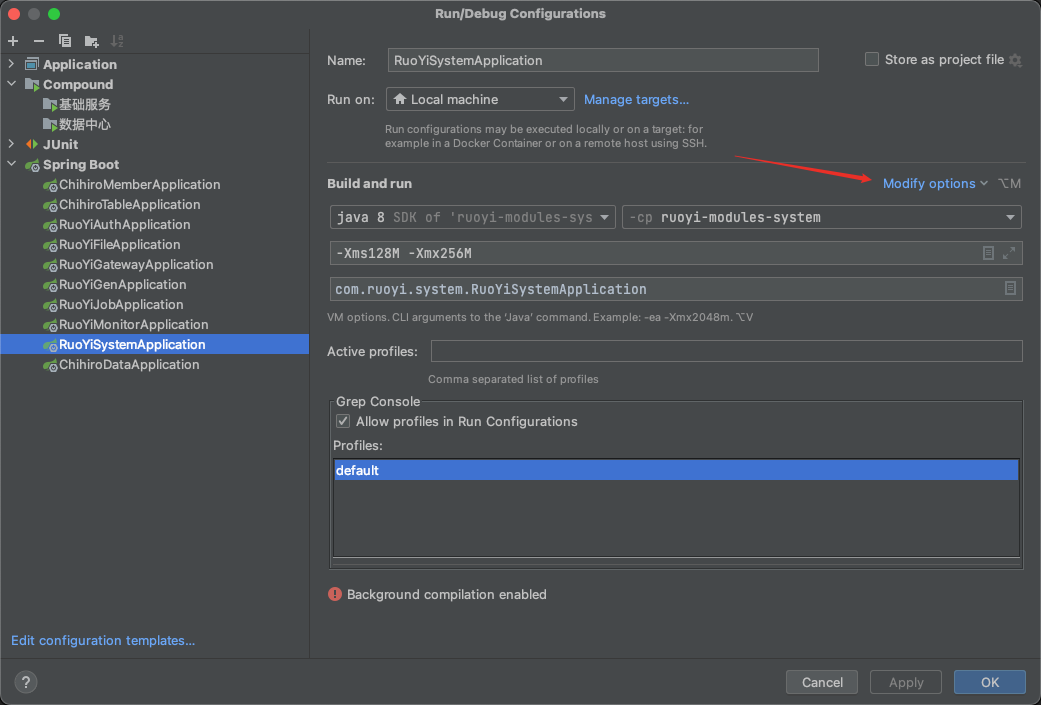 Run/Debug Configurations
Application
Compound
基础服务
数据中心
JUnit
Spring Boot
ChihiroMemberApplication
ChihiroTableApplication
RuoYiAuthApplication
RuoYiFileApplication
RuoYiGatewayApplication
RuoYiGenApplication
RuoYiJobApplication
RuoYiMonitorApplication
RuoYiSystemApplication
ChihiroDataApplication
Edit configuration templates...
Name: RuoYiSystemApplication Store as project file
Run on: Local machine Manage targets...
Run configurations may be executed locally or on a target: for
example in a Docker Container or on a remote host using SSH.
Build and run Modify options ⌥M
java 8 SDK of 'ruoyi-modules-sys -cp ruoyi-modules-system
-Xms128M -Xmx256M
com.ruoyi.system.RuoYiSystemApplication
VM options. CLI arguments to the 'Java' command. Example: -ea -Xmx2048m. ⌥V
Active profiles:
Comma separated list of profiles
Grep Console
Allow profiles in Run Configurations
Profiles:
default
Background compilation enabled
? Cancel Apply OK